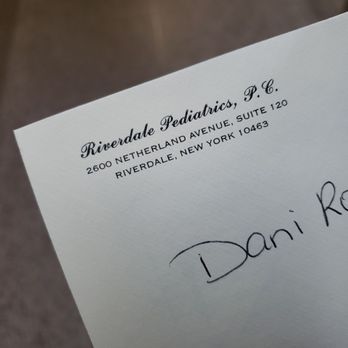 Riverdale Pediatrics, P.C.
2600 NETHERLAND AVENUE, SUITE 120
RIVERDALE, NEW YORK 10463
Dani